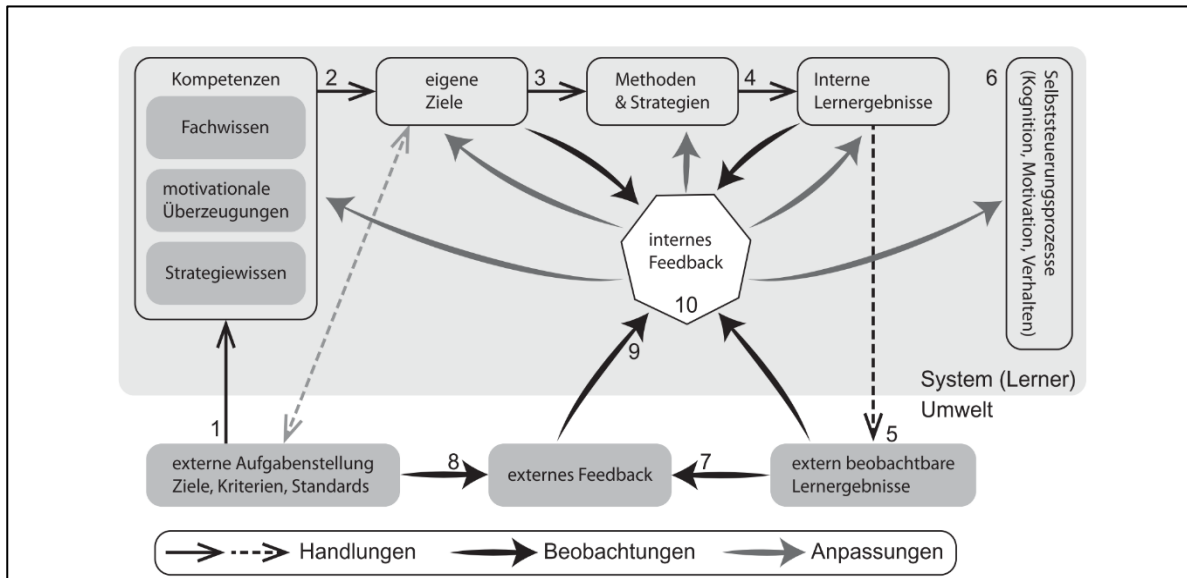 Kompetenzen
Fachwissen
motivationale
Überzeugungen
Strategiewissen
2
eigene
Ziele
3
Methoden
& Strategien
4
Interne
Lernergebnisse
6
Selbststeuerungsprozesse
(Kognition, Motivation, Verhalten)
internes
Feedback
10
9
System (Lerner)
Umwelt
1
externe Aufgabenstellung
Ziele, Kriterien, Standards
8
externes Feedback
7
5
extern beobachtbare
Lernergebnisse
Handlungen
Beobachtungen
Anpassungen